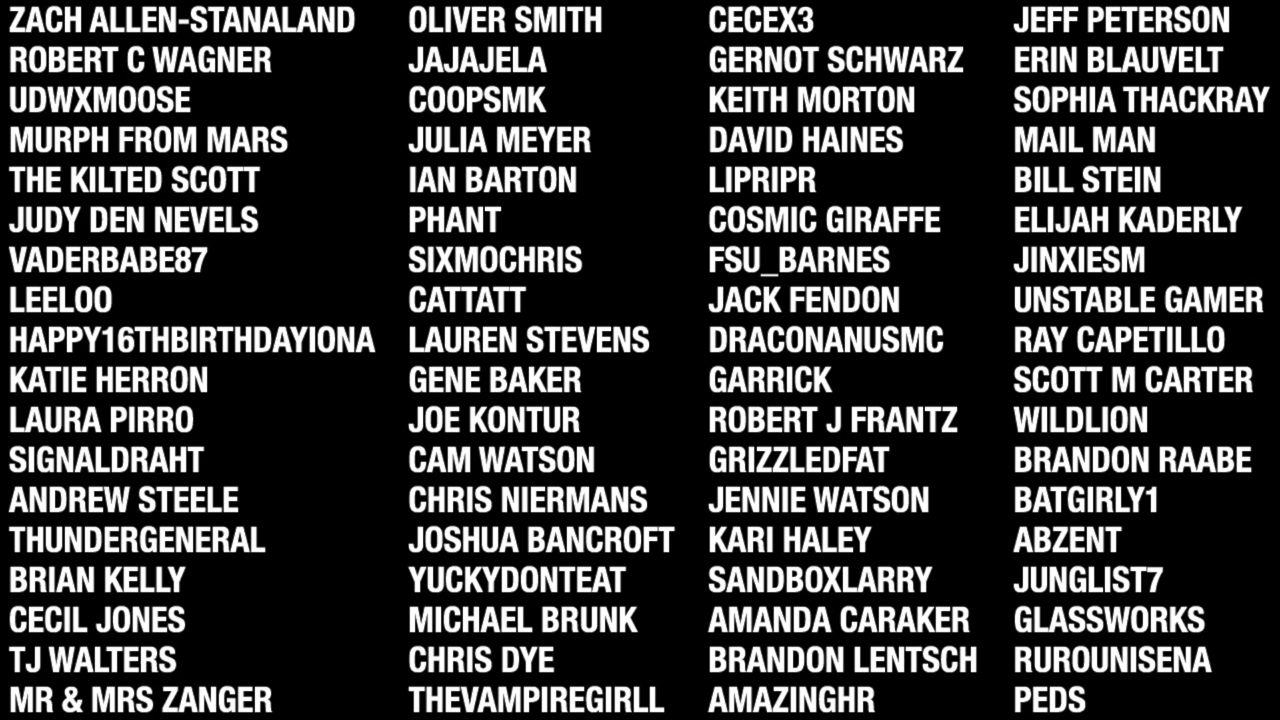 ZACH ALLEN-STANALAND
ROBERT C WAGNER
UDWXMOOSE
MURPH FROM MARS
THE KILTED SCOTT
JUDY DEN NEVELS
VADERBABE87
LEELOO
HAPPY16THBIRTHDAYIONA
KATIE HERRON
LAURA PIRRO
SIGNALDRAHT
ANDREW STEELE
THUNDERGENERAL
BRIAN KELLY
CECIL JONES
TJ WALTERS
MR & MRS ZANGER
OLIVER SMITH
JAJAJELA
COOPSMK
JULIA MEYER
IAN BARTON
PHANT
SIXMOCHRIS
CATTATT
LAUREN STEVENS
GENE BAKER
JOE KONTUR
CAM WATSON
CHRIS NIERMANS
JOSHUA BANCROFT
YUCKYDONTEAT
MICHAEL BRUNK
CHRIS DYE
THEVAMPIREGIRLL
CECEX3
GERNOT SCHWARZ
KEITH MORTON
DAVID HAINES
LIPRIPR
COSMIC GIRAFFE
FSU_BARNES
JACK FENDON
DRACONANUSMC
GARRICK
ROBERT J FRANTZ
GRIZZLEDFAT
JENNIE WATSON
KARI HALEY
SANDBOXLARRY
AMANDA CARAKER
BRANDON LENTSCH
AMAZINGHR
JEFF PETERSON
ERIN BLAUVELT
SOPHIA THACKRAY
MAIL MAN
BILL STEIN
ELIJAH KADERLY
JINXIESM
UNSTABLE GAMER
RAY CAPETILLO
SCOTT M CARTER
WILDLION
BRANDON RAABE
BATGIRLY1
ABZENT
JUNGLIST7
GLASSWORKS
RUROUNISENA
PEDS